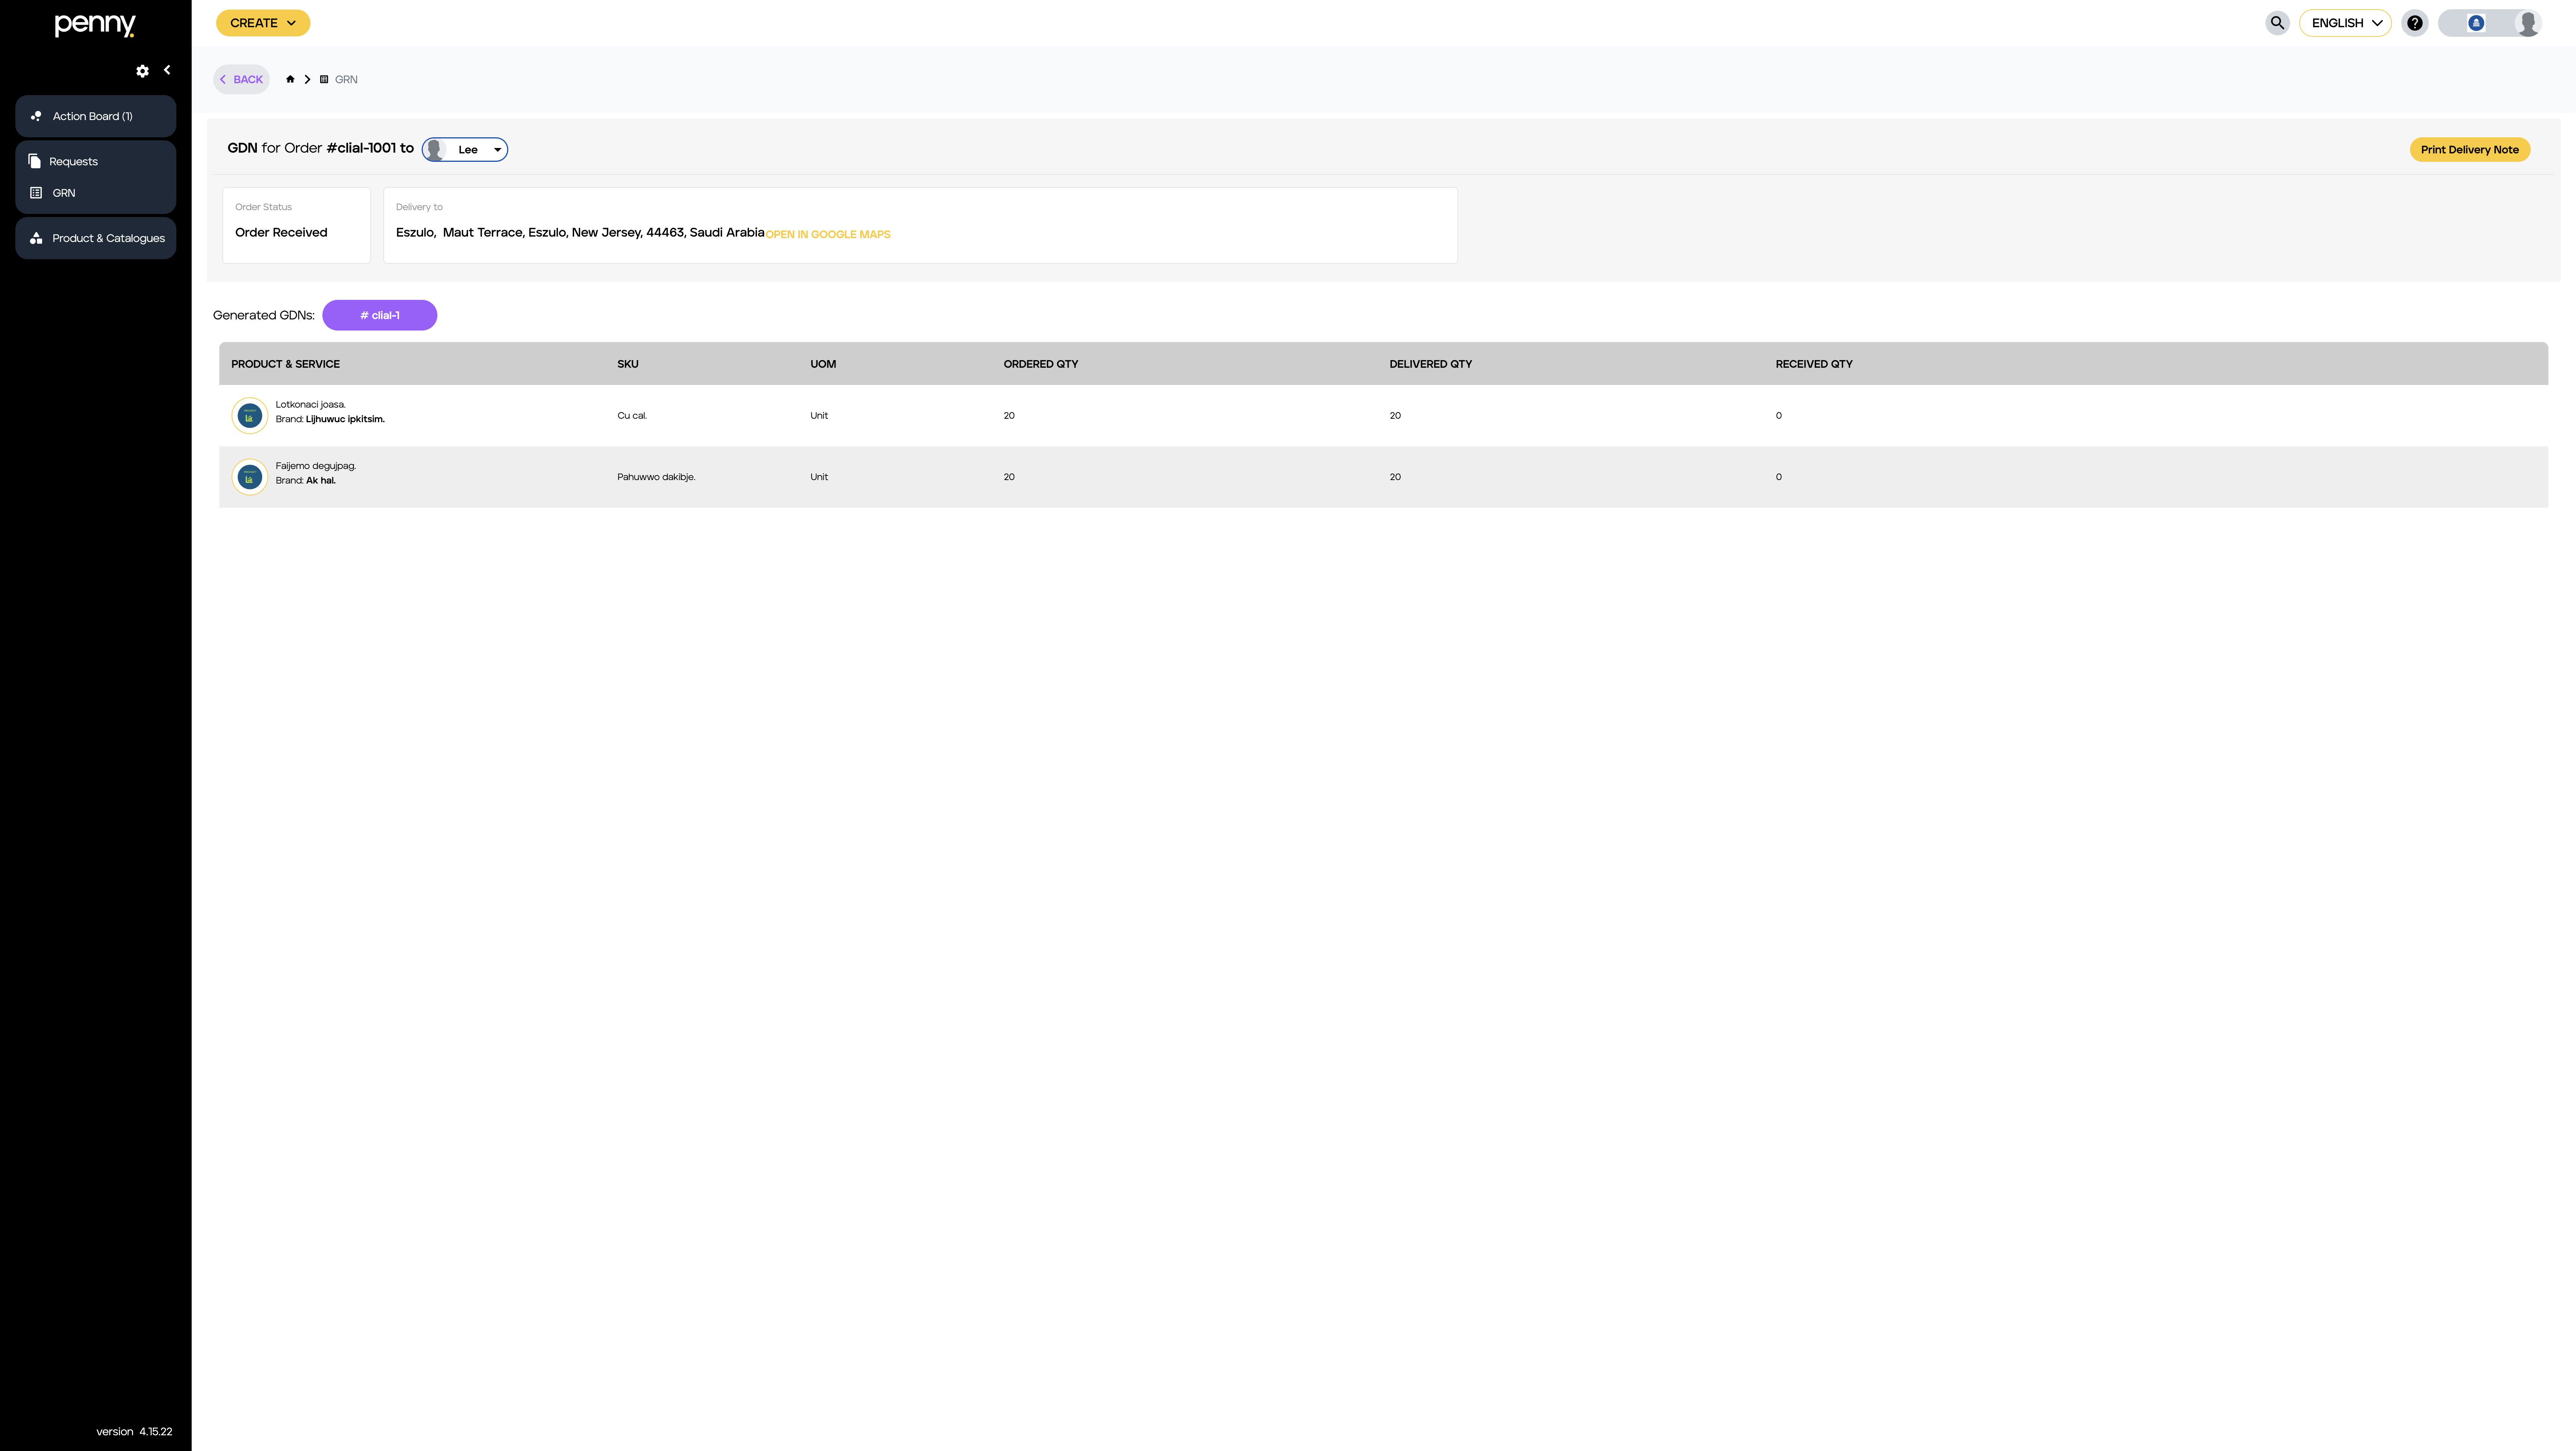 penny.
CREATE
ENGLISH
BACK
GRN
Action Board (1)
Requests
GRN
Product & Catalogues
GDN for Order #clial-1001 to Lee
Print Delivery Note
Order Status
Order Received
Delivery to
Eszulo, Maut Terrace, Eszulo, New Jersey, 44463, Saudi Arabia OPEN IN GOOGLE MAPS
Generated GDNs: # clial-1
PRODUCT & SERVICE SKU UOM ORDERED QTY DELIVERED QTY RECEIVED QTY
Lotkonaci joasa.
Brand: Lijhuwuc ipkitsim.
Cu cal. Unit 20 20 0
Faijemo degujpag.
Brand: Ak hal.
Pahuwwo dakibje. Unit 20 20 0
version 4.15.22